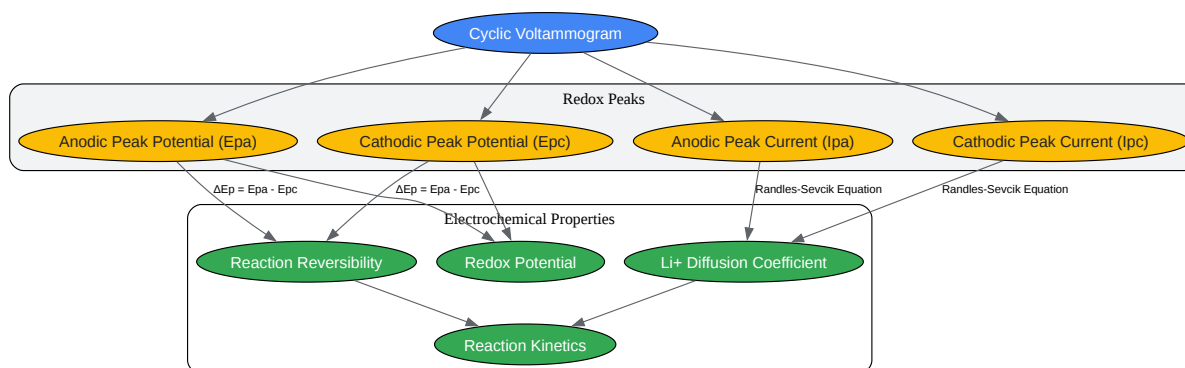 Cyclic Voltammogram
Redox Peaks
Anodic Peak Potential (Epa)
Cathodic Peak Potential (Epc)
Anodic Peak Current (Ipa)
Cathodic Peak Current (Ipc)
ΔEp = Epa - Epc
ΔEp = Epa - Epc
Randles-Sevcik Equation
Randles-Sevcik Equation
Electrochemical Properties
Reaction Reversibility
Redox Potential
Li+ Diffusion Coefficient
Reaction Kinetics